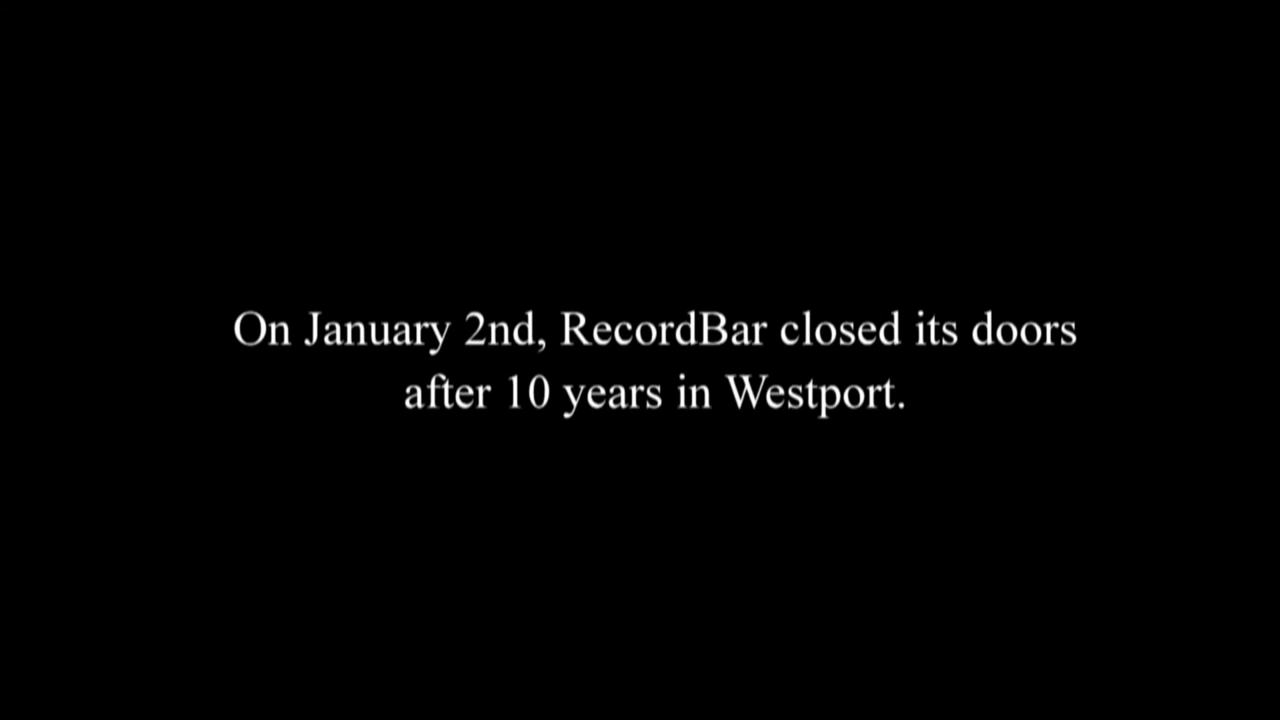 On January 2nd, RecordBar closed its doors
after 10 years in Westport.